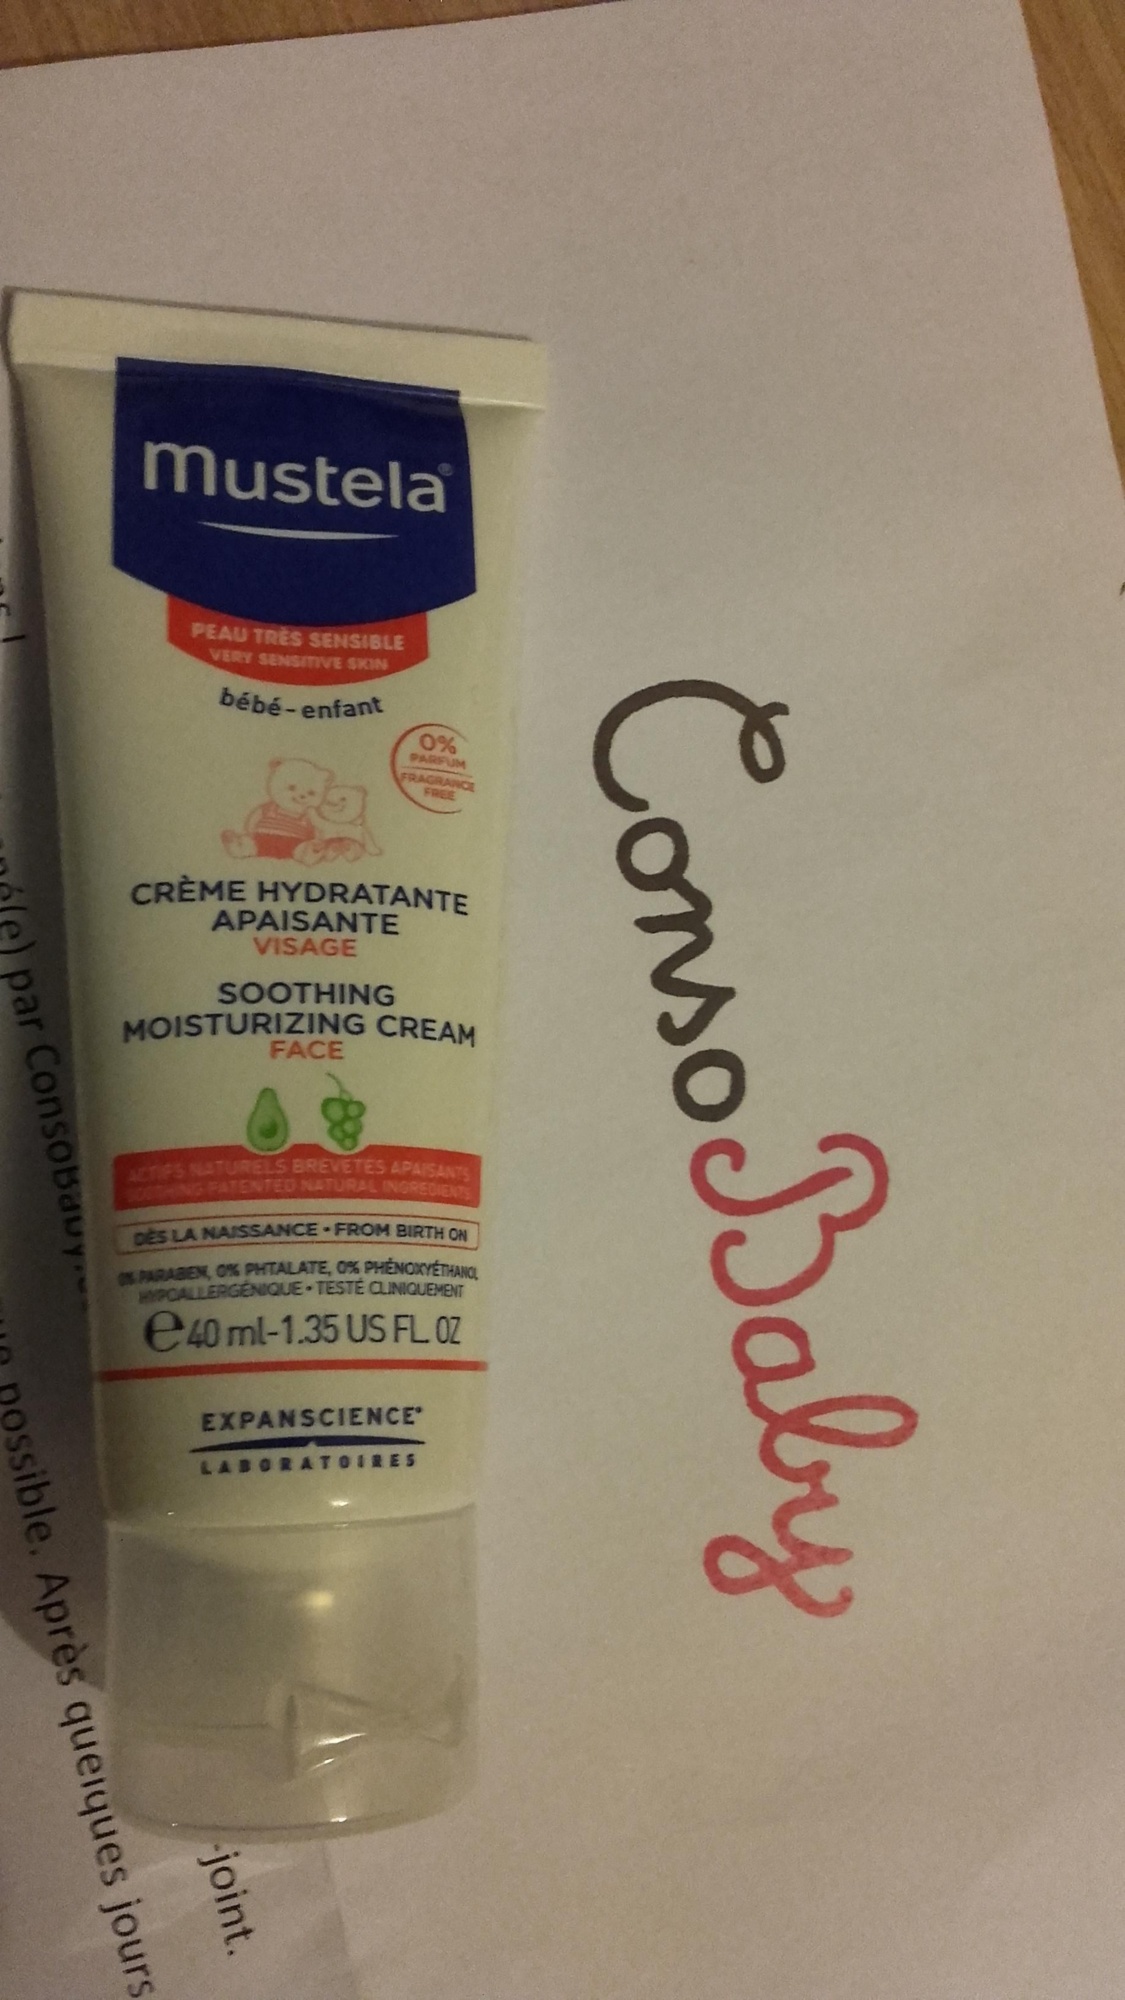 mustela®
PEAU TRÈS SENSIBLE
VERY SENSITIVE SKIN
bébé-enfant
0%
PARFUM
FRAGRANCE
FREE
CRÈME HYDRATANTE
APAISANTE
VISAGE
SOOTHING
MOISTURIZING CREAM
FACE
ACTIFS NATURELS BREVETÉS APAISANTS
SOOTHING PATENTED NATURAL INGREDIENTS
DÈS LA NAISSANCE • FROM BIRTH ON
0% PARABEN, 0% PHTALATE, 0% PHÉNOXYÉTHANOL
HYPOALLERGÉNIQUE • TESTÉ CLINIQUEMENT
e 40 ml-1.35 US FL. OZ
EXPANSCIENCE®
LABORATOIRES
ConsoBaby
par ConsoBaby
possible. Après quelques jours
-joint.